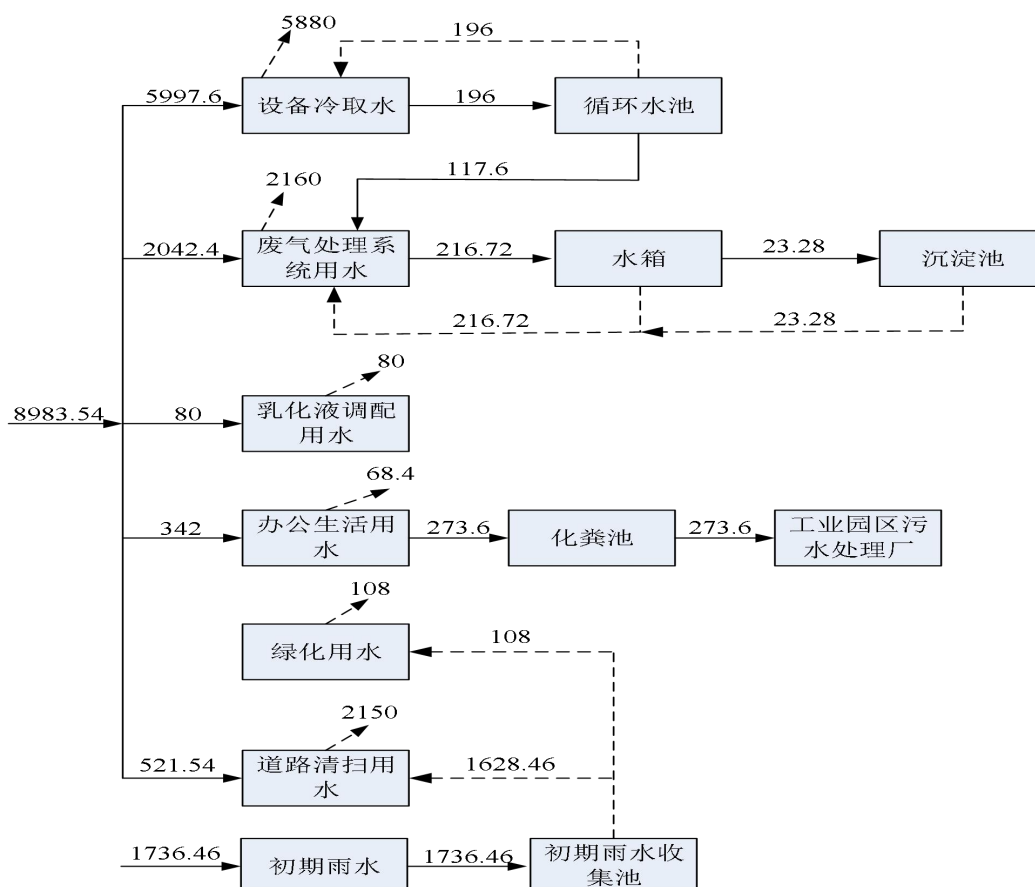 5880
196
5997.6
设备冷取水
196
循环水池
117.6
2160
2042.4
废气处理系
统用水
216.72
水箱
23.28
沉淀池
216.72
23.28
80
8983.54
80
乳化液调配
用水
68.4
342
办公生活用
水
273.6
化粪池
273.6
工业园区污
水处理厂
108
绿化用水
108
2150
521.54
道路清扫用
水
1628.46
1736.46
初期雨水
1736.46
初期雨水收
集池